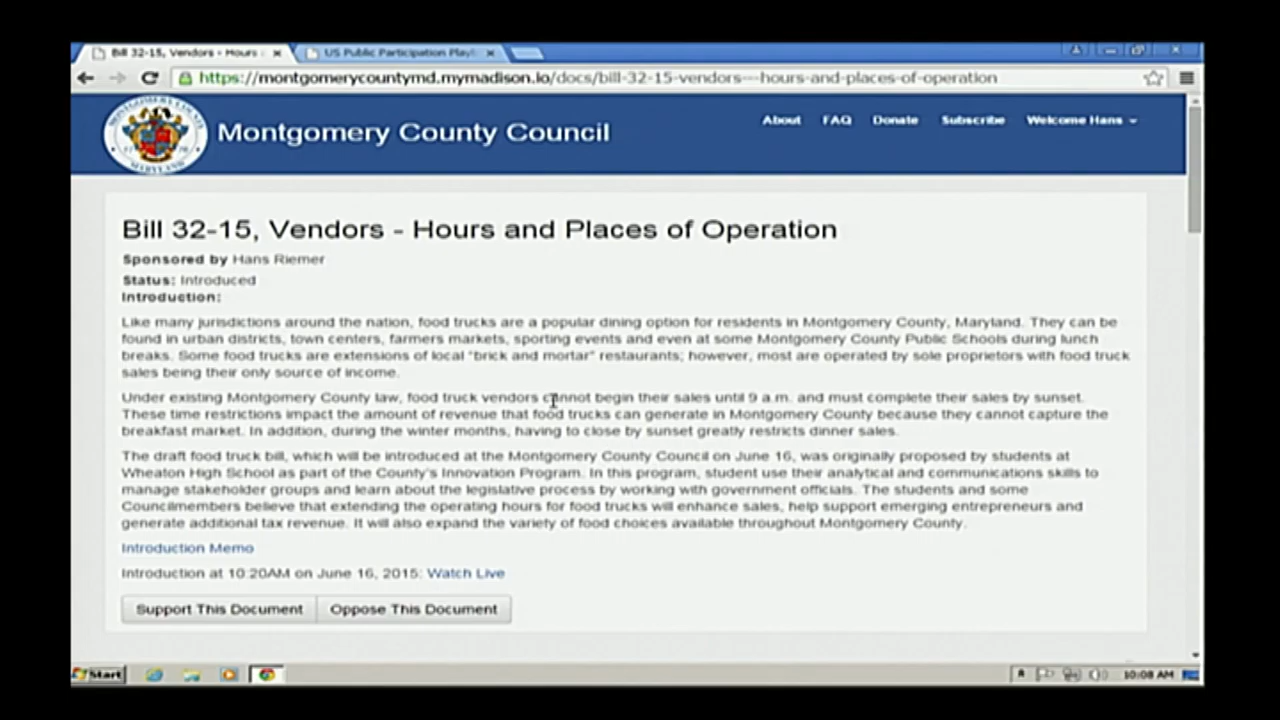 Bill 32-15, Vendors - Hours
US Public Participation Play
https://montgomerycountymd.mymadison.io/docs/bill-32-15-vendors---hours-and-places-of-operation
MONTGOMERY COUNTY
MARYLAND
Montgomery County Council
About FAQ Donate Subscribe Welcome Hans
Bill 32-15, Vendors - Hours and Places of Operation
Sponsored by Hans Riemer
Status: Introduced
Introduction:
Like many jurisdictions around the nation, food trucks are a popular dining option for residents in Montgomery County, Maryland. They can be
found in urban districts, town centers, farmers markets, sporting events and even at some Montgomery County Public Schools during lunch
breaks. Some food trucks are extensions of local "brick and mortar" restaurants; however, most are operated by sole proprietors with food truck
sales being their only source of income.
Under existing Montgomery County law, food truck vendors cannot begin their sales until 9 a.m. and must complete their sales by sunset.
These time restrictions impact the amount of revenue that food trucks can generate in Montgomery County because they cannot capture the
breakfast market. In addition, during the winter months, having to close by sunset greatly restricts dinner sales.
The draft food truck bill, which will be introduced at the Montgomery County Council on June 16, was originally proposed by students at
Wheaton High School as part of the County's Innovation Program. In this program, student use their analytical and communications skills to
manage stakeholder groups and learn about the legislative process by working with government officials. The students and some
Councilmembers believe that extending the operating hours for food trucks will enhance sales, help support emerging entrepreneurs and
generate additional tax revenue. It will also expand the variety of food choices available throughout Montgomery County.
Introduction Memo
Introduction at 10:20AM on June 16, 2015: Watch Live
Support This Document Oppose This Document
Start 10:08 AM